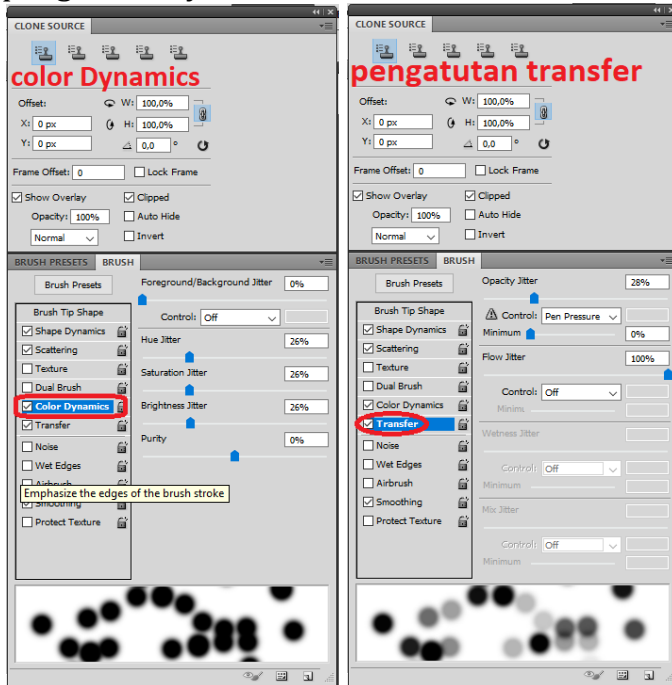 CLONE SOURCE
color Dynamics
Offset:
W: 100,0%
X: 0 px
H: 100,0%
Y: 0 px
0,0 °
Frame Offset: 0
Lock Frame
Show Overlay
Clipped
Opacity: 100%
Auto Hide
Normal
Invert
BRUSH PRESETS BRUSH
Brush Presets
Brush Tip Shape
Shape Dynamics
Scattering
Texture
Dual Brush
Color Dynamics
Transfer
Noise
Wet Edges
Airbrush
Emphasize the edges of the brush stroke
Smoothing
Protect Texture
Foreground/Background Jitter 0%
Control: Off
Hue Jitter 26%
Saturation Jitter 26%
Brightness Jitter 26%
Purity 0%
CLONE SOURCE
pengatutan transfer
Offset:
W: 100,0%
X: 0 px
H: 100,0%
Y: 0 px
0,0 °
Frame Offset: 0
Lock Frame
Show Overlay
Clipped
Opacity: 100%
Auto Hide
Normal
Invert
BRUSH PRESETS BRUSH
Brush Presets
Brush Tip Shape
Shape Dynamics
Scattering
Texture
Dual Brush
Color Dynamics
Transfer
Noise
Wet Edges
Airbrush
Smoothing
Protect Texture
Opacity Jitter 28%
Control: Pen Pressure
Minimum 0%
Flow Jitter 100%
Control: Off
Minim...
Wetness Jitter
Control: Off
Minimum
Mix Jitter
Control: Off
Minimum